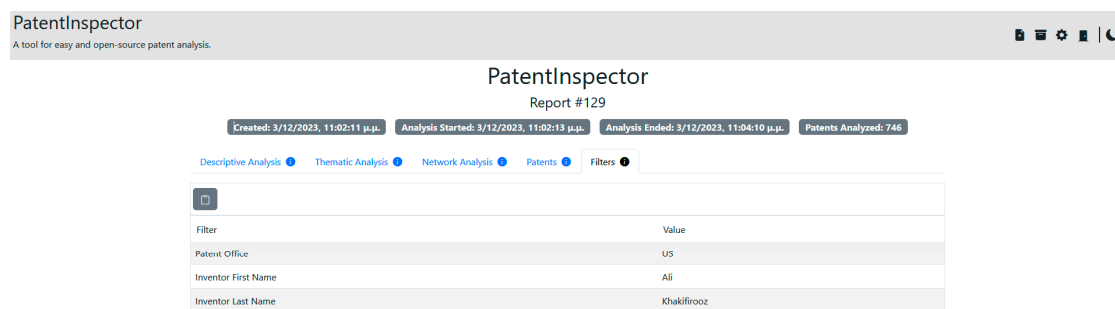 PatentInspector
A tool for easy and open-source patent analysis.
PatentInspector
Report #129
Created: 3/12/2023, 11:02:11 μ.μ. Analysis Started: 3/12/2023, 11:02:13 μ.μ. Analysis Ended: 3/12/2023, 11:04:10 μ.μ. Patents Analyzed: 746
Descriptive Analysis Thematic Analysis Network Analysis Patents Filters
Filter Value
Patent Office US
Inventor First Name Ali
Inventor Last Name Khakifirooz